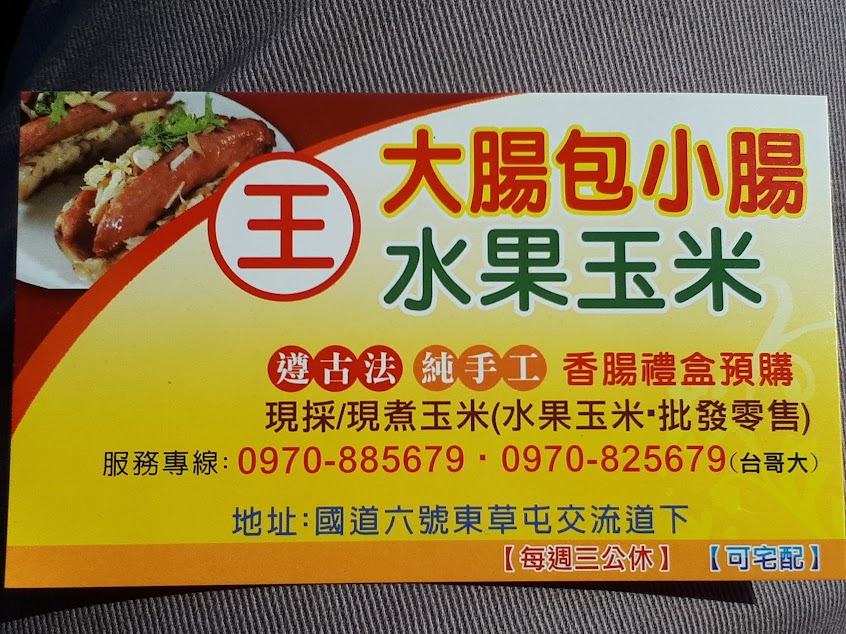 王
大腸包小腸
水果玉米
遵古法 純手工 香腸禮盒預購
現採/現煮玉米(水果玉米·批發零售)
服務專線:0970-885679·0970-825679(台哥大)
地址:國道六號東草屯交流道下
【每週三公休】 【可宅配】